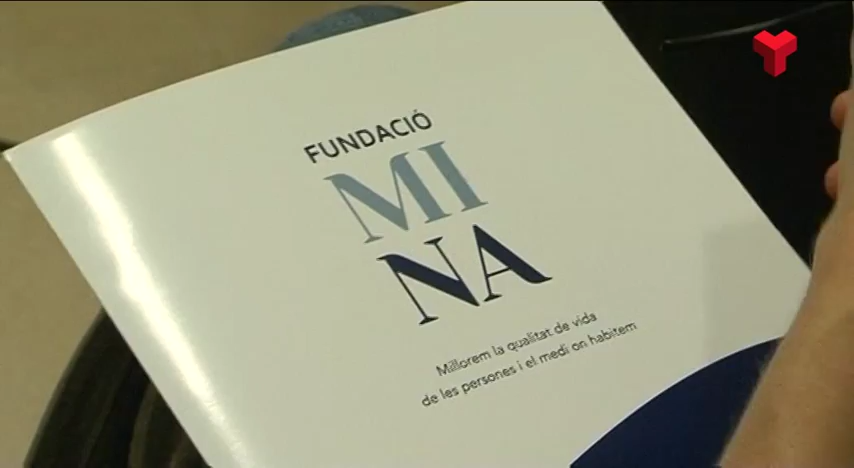 FUNDACIÓ
MI
NA
Millorem la qualitat de vida
de les persones i el medi on habitem